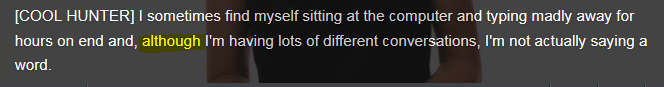 [COOL HUNTER] I sometimes find myself sitting at the computer and typing madly away for
hours on end and, although I'm having lots of different conversations, I'm not actually saying a
word.